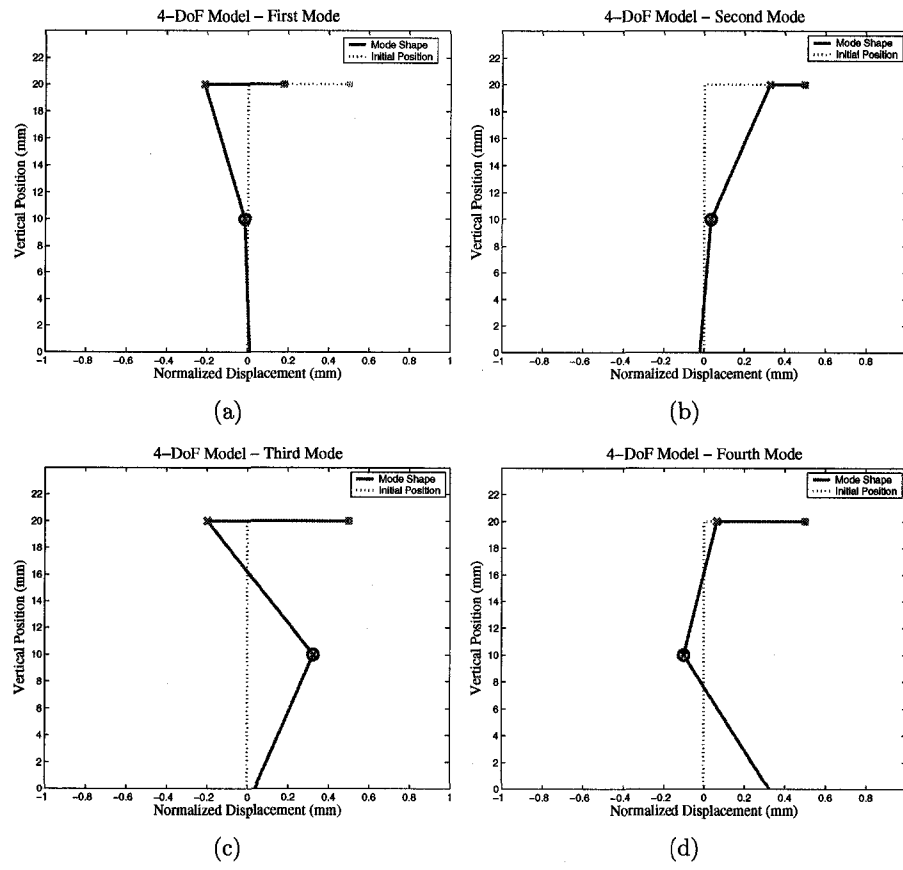 4–DoF Model – First Mode
Mode Shape
Initial Position
Vertical Position (mm)
22
20
18
16
14
12
10
8
6
4
2
0
−1 −0.8 −0.6 −0.4 −0.2 0 0.2 0.4 0.6 0.8 1
Normalized Displacement (mm)
(a)
4–DoF Model – Second Mode
Mode Shape
Initial Position
Vertical Position (mm)
22
20
18
16
14
12
10
8
6
4
2
0
−1 −0.8 −0.6 −0.4 −0.2 0 0.2 0.4 0.6 0.8
Normalized Displacement (mm)
(b)
4–DoF Model – Third Mode
Mode Shape
Initial Position
Vertical Position (mm)
22
20
18
16
14
12
10
8
6
4
2
0
−1 −0.8 −0.6 −0.4 −0.2 0 0.2 0.4 0.6 0.8 1
Normalized Displacement (mm)
(c)
4–DoF Model – Fourth Mode
Mode Shape
Initial Position
Vertical Position (mm)
22
20
18
16
14
12
10
8
6
4
2
0
−1 −0.8 −0.6 −0.4 −0.2 0 0.2 0.4 0.6 0.8
Normalized Displacement (mm)
(d)